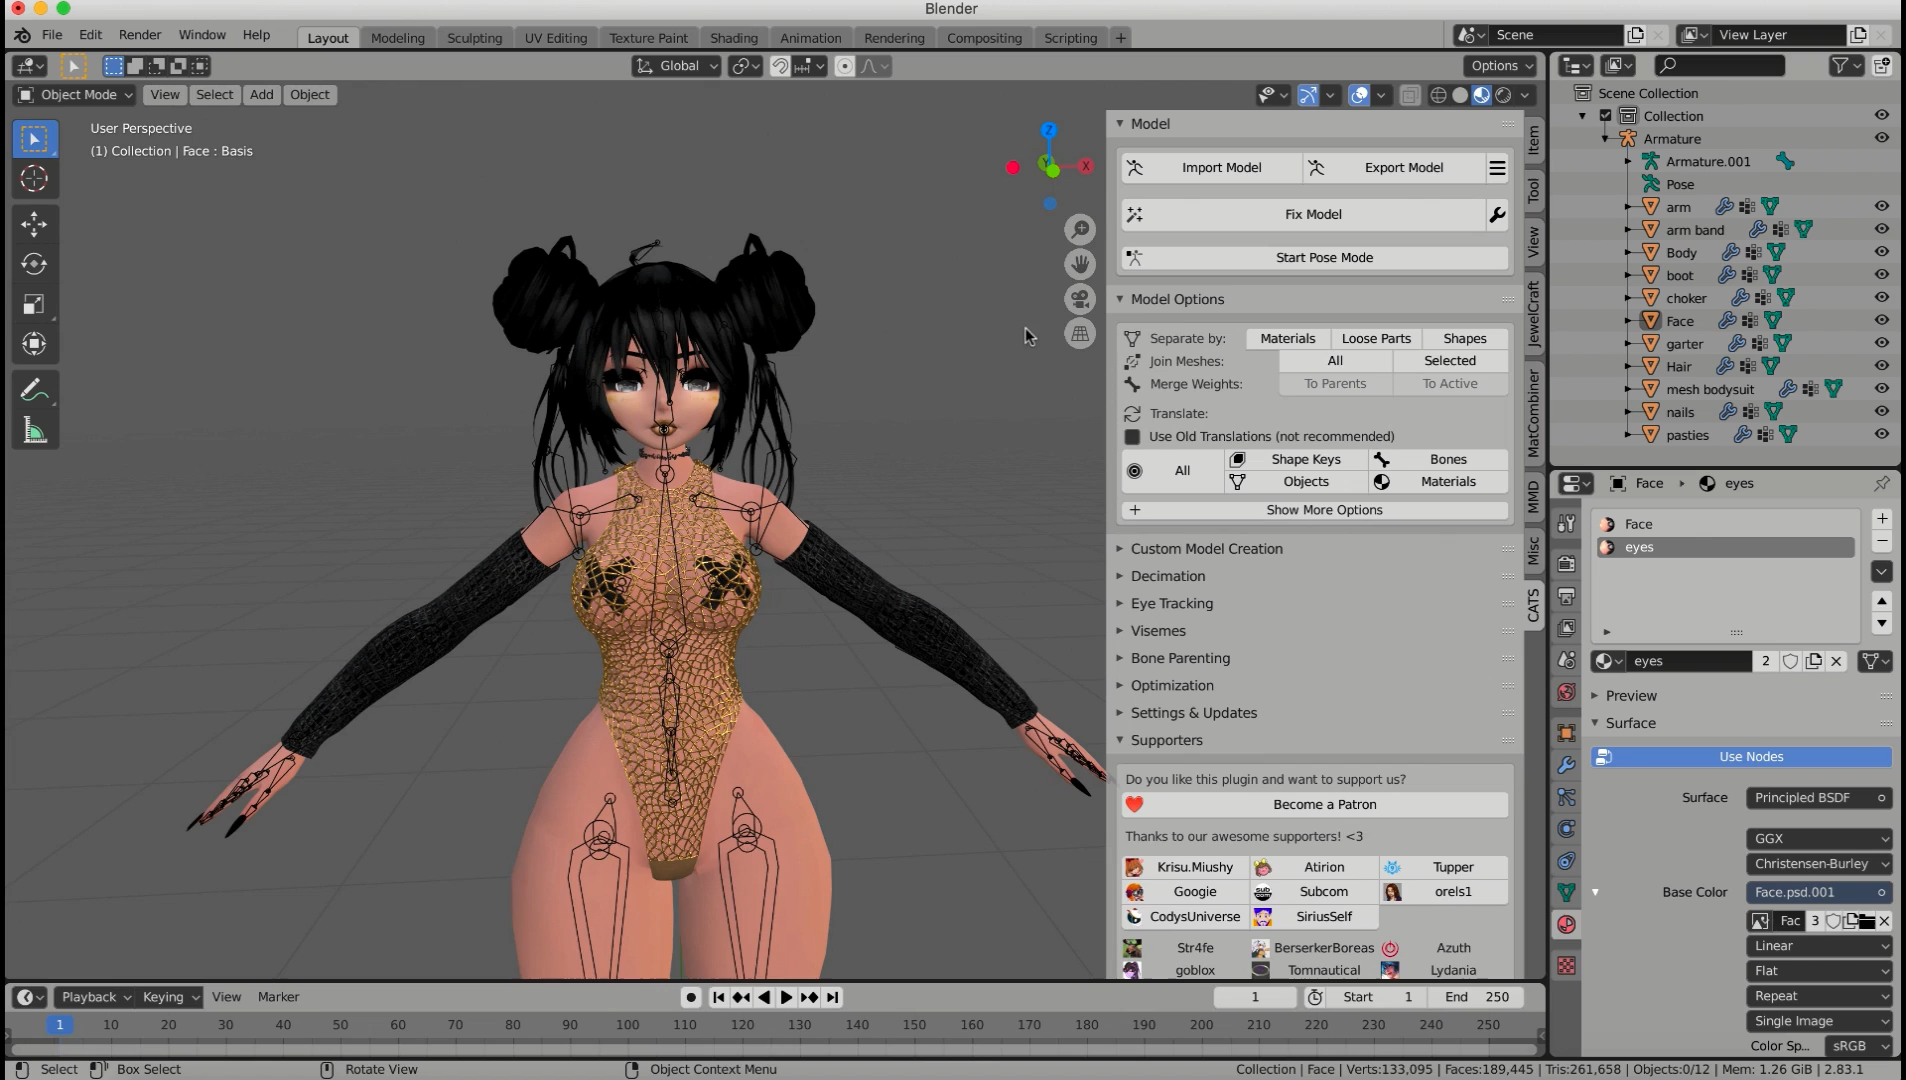 Blender
File Edit Render Window Help Layout Modeling Sculpting UV Editing Texture Paint Shading Animation Rendering Compositing Scripting + Scene View Layer
Global Options
Object Mode View Select Add Object
User Perspective
(1) Collection | Face : Basis
Z
Y
X
Model
Import Model Export Model
Fix Model
Start Pose Mode
Model Options
Separate by: Materials Loose Parts Shapes
Join Meshes: All Selected
Merge Weights: To Parents To Active
Translate:
Use Old Translations (not recommended)
All Shape Keys Bones
Objects Materials
Show More Options
Custom Model Creation
Decimation
Eye Tracking
Visemes
Bone Parenting
Optimization
Settings & Updates
Supporters
Do you like this plugin and want to support us?
Become a Patron
Thanks to our awesome supporters! <3
Krisu.Miushy Atirion Tupper
Googie Subcom orels1
CodysUniverse SiriusSelf
Str4fe BerserkerBoreas Azuth
goblox Tomnautical Lydania
Item
Tool
View
JewelCraft
MatCombiner
MMD
Misc
CATS
Scene Collection
Collection
Armature
Armature.001
Pose
arm
arm band
Body
boot
choker
Face
garter
Hair
mesh bodysuit
nails
pasties
Face eyes
Face
eyes
eyes 2
Preview
Surface
Use Nodes
Surface Principled BSDF
GGX
Christensen-Burley
Base Color Face.psd.001
Fac 3
Linear
Flat
Repeat
Single Image
Color Sp... sRGB
Playback Keying View Marker 1 Start 1 End 250
1 10 20 30 40 50 60 70 80 90 100 110 120 130 140 150 160 170 180 190 200 210 220 230 240 250
Select Box Select Rotate View Object Context Menu Collection | Face | Verts:133,095 | Faces:189,445 | Tris:261,658 | Objects:0/12 | Mem: 1.26 GiB | 2.83.1